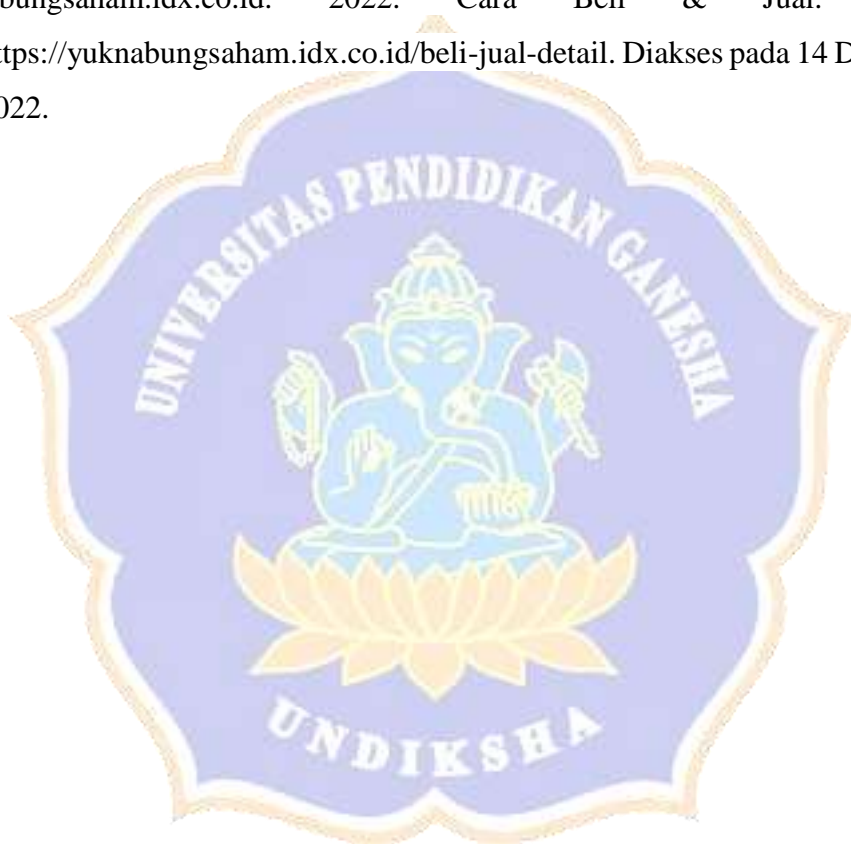 bungsaham.idx.co.id. 2022. Cara Beli & Jual.
ttps://yuknabungsaham.idx.co.id/beli-jual-detail. Diakses pada 14 D
022.
UNIVERSITAS PENDIDIKAN GANESHA
UNDIKSHA